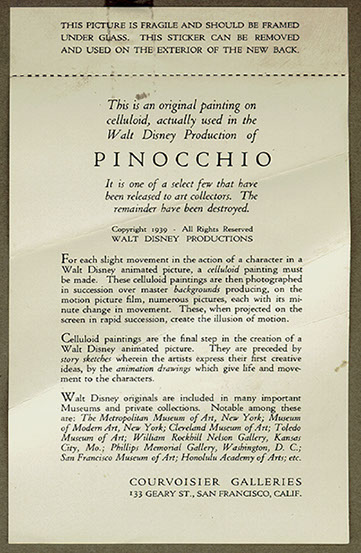 THIS PICTURE IS FRAGILE AND SHOULD BE FRAMED
UNDER GLASS. THIS STICKER CAN BE REMOVED
AND USED ON THE EXTERIOR OF THE NEW BACK.
This is an original painting on
celluloid, actually used in the
Walt Disney Production of
PINOCCHIO
It is one of a select few that have
been released to art collectors. The
remainder have been destroyed.
Copyright 1939 - All Rights Reserved
WALT DISNEY PRODUCTIONS
For each slight movement in the action of a character in a
Walt Disney animated picture, a celluloid painting must
be made. These celluloid paintings are then photographed
in succession over master backgrounds producing, on the
motion picture film, numerous pictures, each with its mi-
nute change in movement. These, when projected on the
screen in rapid succession, create the illusion of motion.
Celluloid paintings are the final step in the creation of a
Walt Disney animated picture. They are preceded by
story sketches wherein the artists express their first creative
ideas, by the animation drawings which give life and move-
ment to the characters.
Walt Disney originals are included in many important
Museums and private collections. Notable among these
are: The Metropolitan Museum of Art, New York; Museum
of Modern Art, New York; Cleveland Museum of Art; Toledo
Museum of Art; William Rockhill Nelson Gallery, Kansas
City, Mo.; Phillips Memorial Gallery, Washington, D. C.;
San Francisco Museum of Art; Honolulu Academy of Arts; etc.
COURVOISIER GALLERIES
133 GEARY ST., SAN FRANCISCO, CALIF.